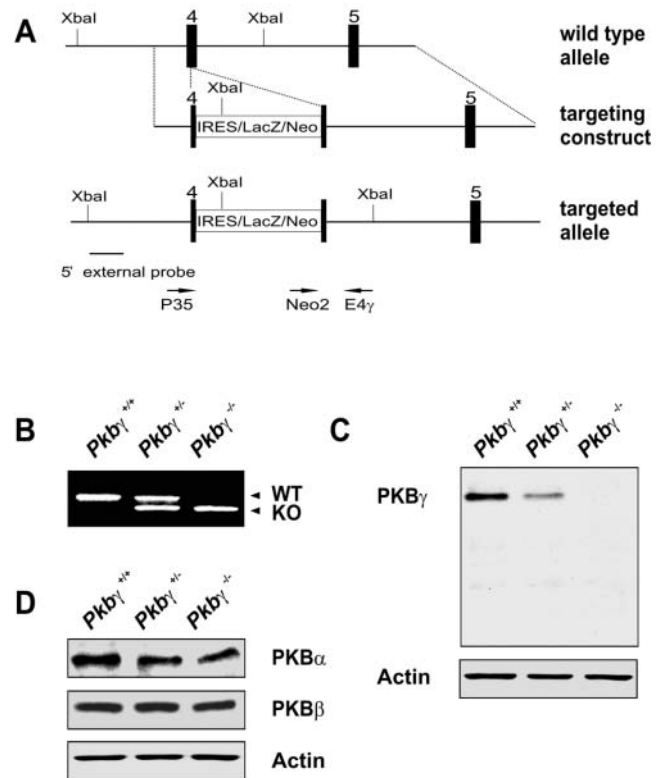 A
XbaI 4 XbaI 5 wild type allele
4 XbaI 5 targeting construct
IRES/LacZ/Neo
XbaI 4 XbaI XbaI 5 targeted allele
IRES/LacZ/Neo
5' external probe
P35 Neo2 E4γ
B
Pkbγ+/+ Pkbγ+/- Pkbγ-/-
WT
KO
C
Pkbγ+/+ Pkbγ+/- Pkbγ-/-
PKBγ
Actin
D
Pkbγ+/+ Pkbγ+/- Pkbγ-/-
PKBα
PKBβ
Actin